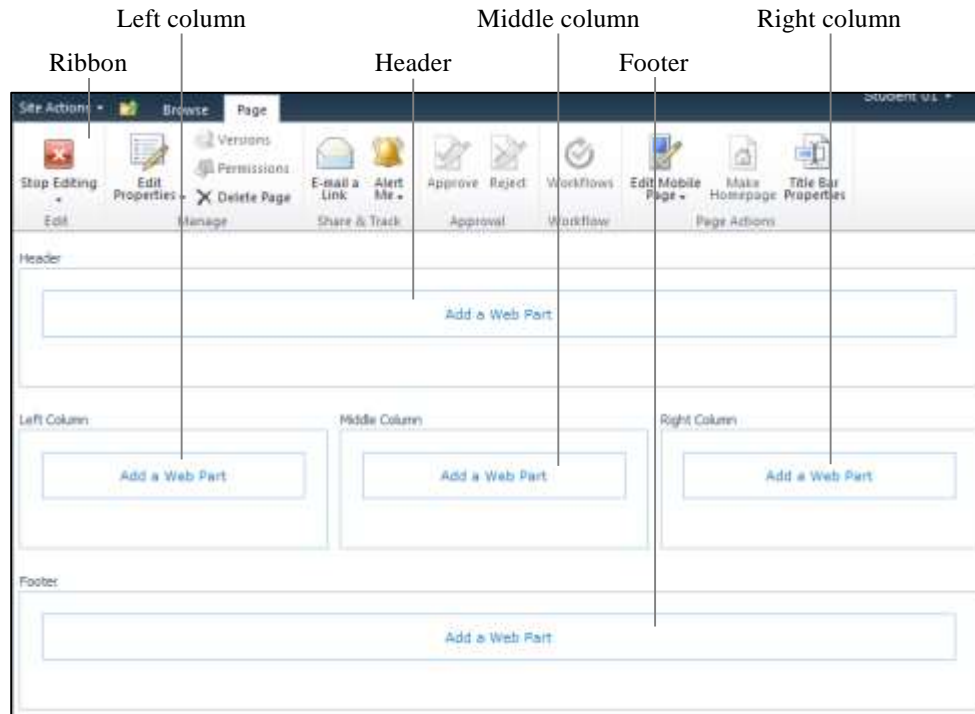 Left column Middle column Right column
Ribbon Header Footer
Site Actions Browse Page Student 01
Stop Editing
Edit
Edit Properties
Versions
Permissions
Delete Page
Manage
E-mail a Link
Alert Me
Share & Track
Approve Reject
Approval
Workflows
Workflow
Edit Mobile Page
Make Homepage
Title Bar Properties
Page Actions
Header
Add a Web Part
Left Column Middle Column Right Column
Add a Web Part Add a Web Part Add a Web Part
Footer
Add a Web Part